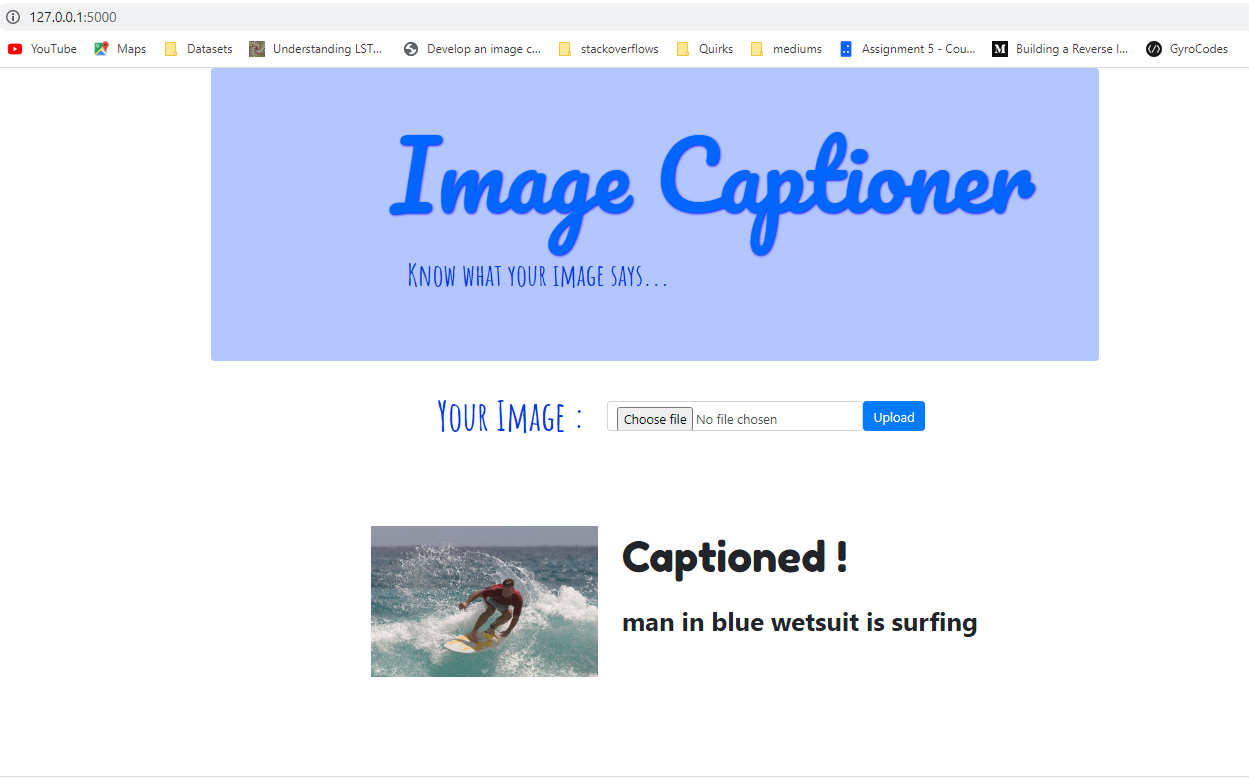 127.0.0.1:5000
YouTube Maps Datasets Understanding LST... Develop an image c... stackoverflows Quirks mediums Assignment 5 - Cou... M Building a Reverse I... GyroCodes
Image Captioner
Know what your image says...
Your Image : Choose file No file chosen Upload
Captioned !
man in blue wetsuit is surfing